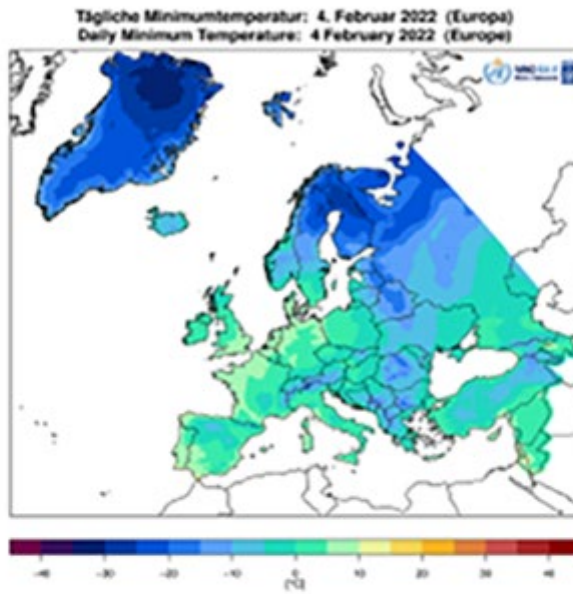 Tägliche Minimumtemperatur: 4. Februar 2022 (Europa)
Daily Minimum Temperature: 4 February 2022 (Europe)
-40 -30 -20 -10 0 10 20 30 40
[°C]